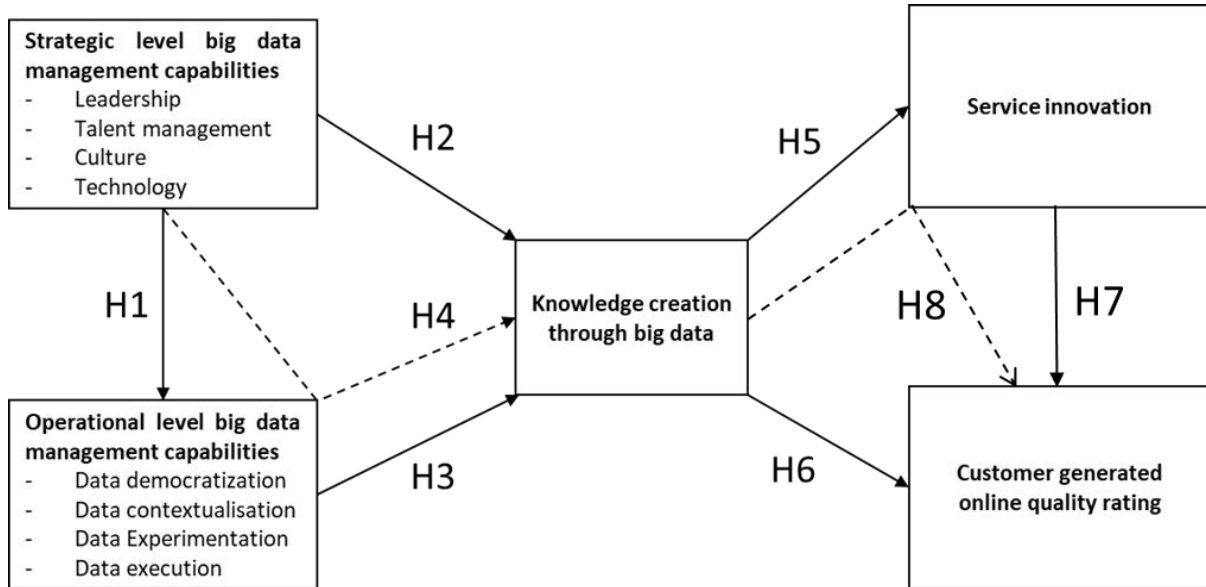 Strategic level big data
management capabilities
- Leadership
- Talent management
- Culture
- Technology
H2
H5
Service innovation
H1
H4
Knowledge creation
through big data
H8
H7
Operational level big data
management capabilities
- Data democratization
- Data contextualisation
- Data Experimentation
- Data execution
H3
H6
Customer generated
online quality rating